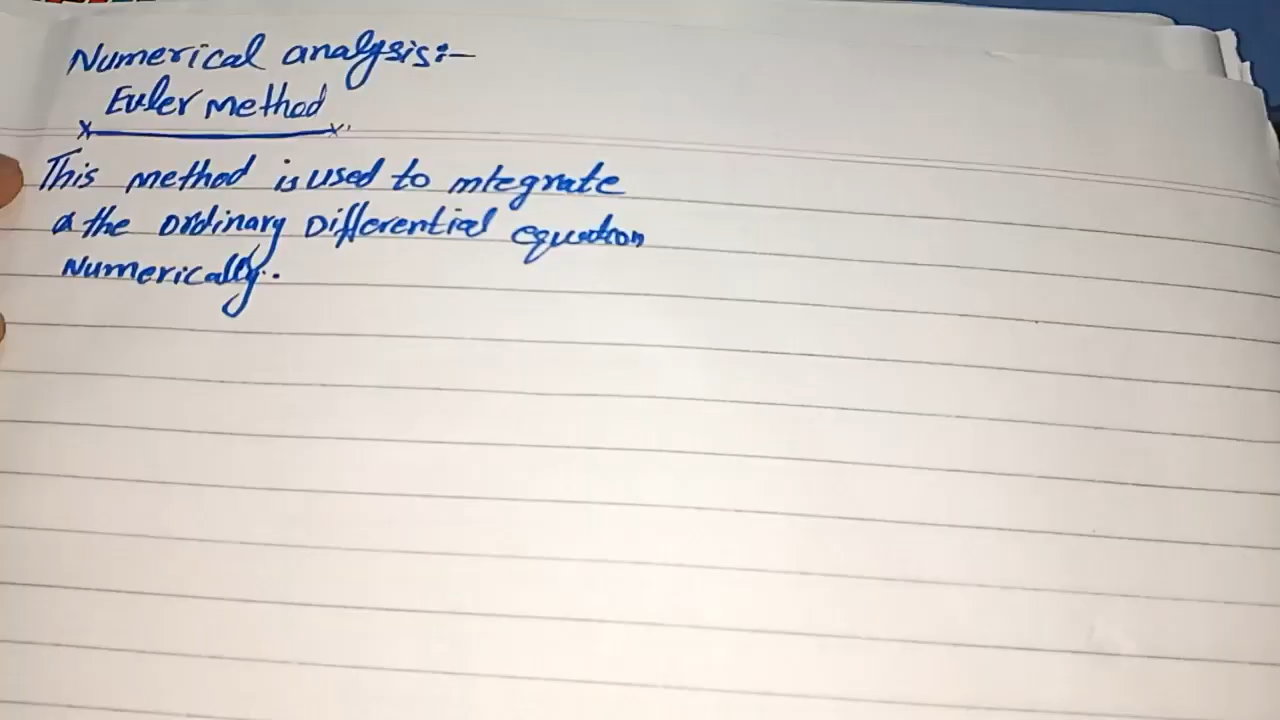 Numerical analysis:-
Euler method
This method is used to integrate
the ordinary Differential equation
Numerically.